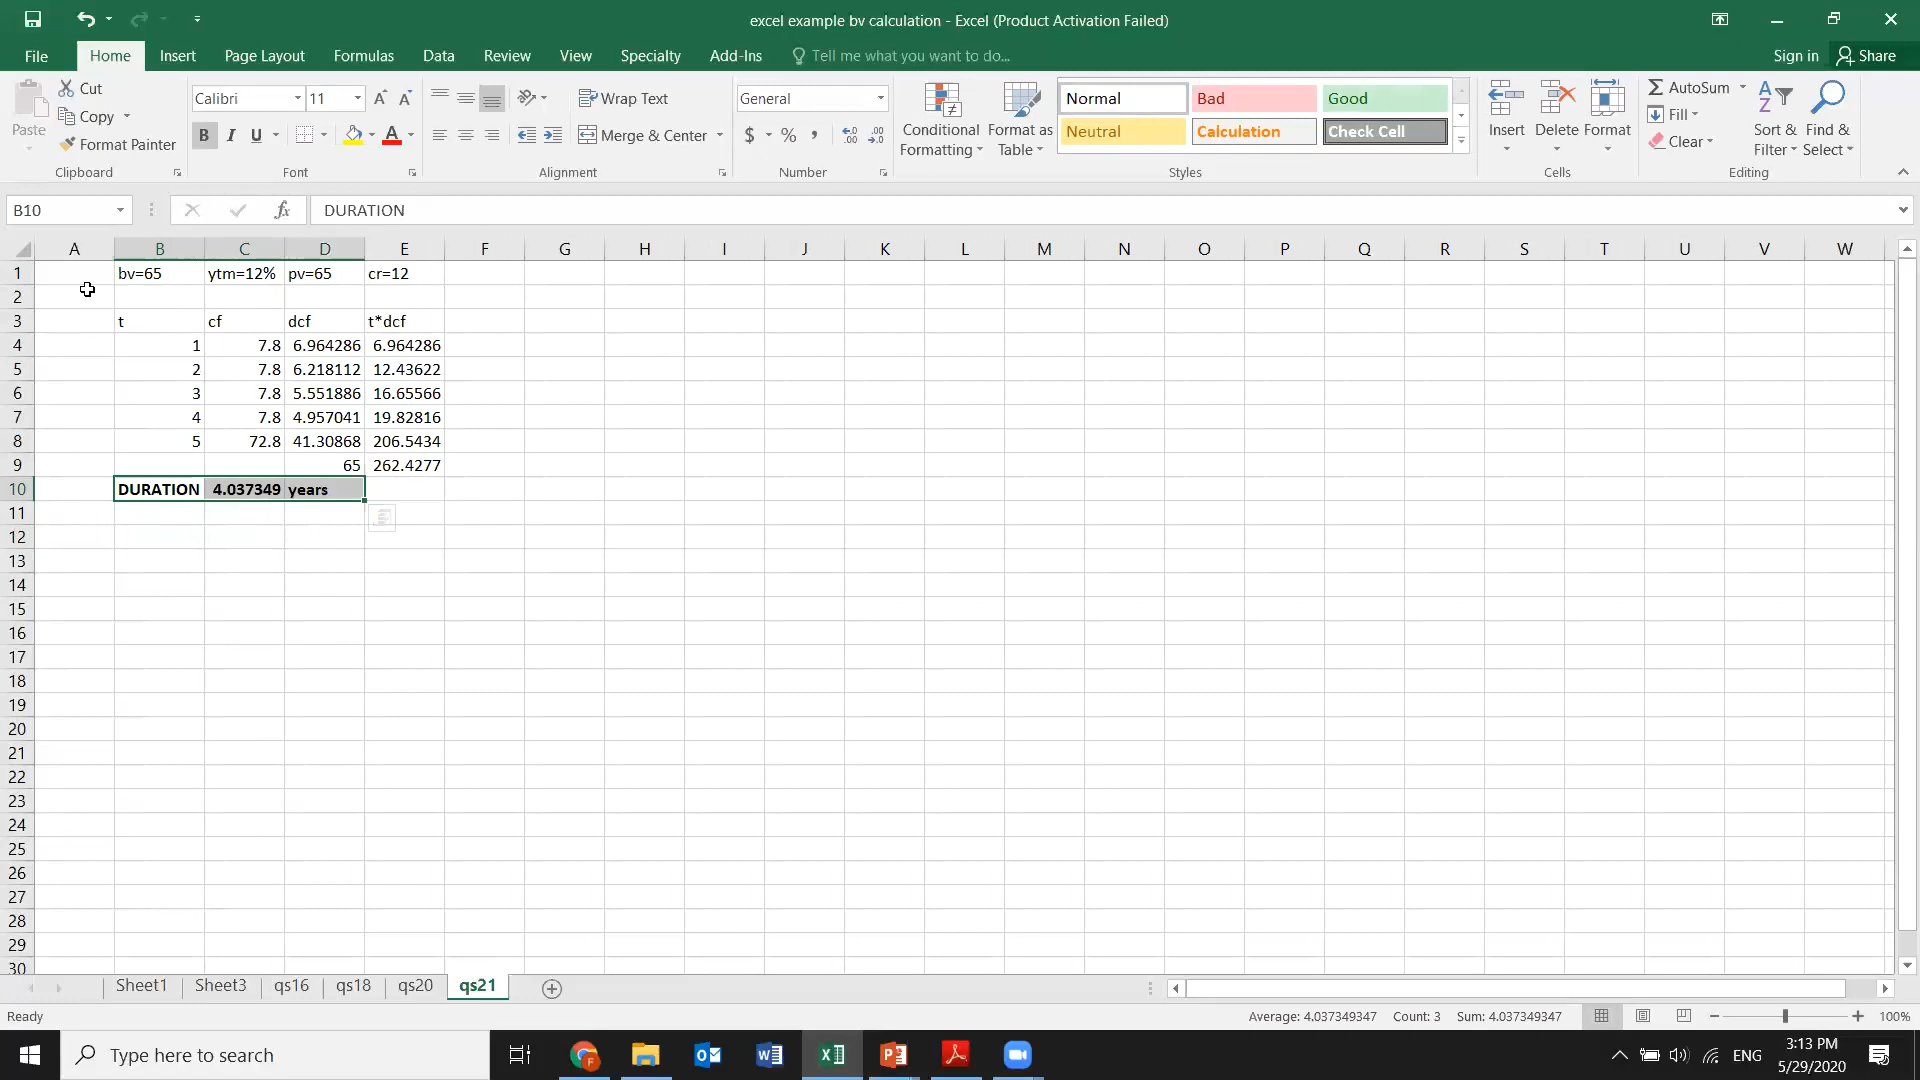 excel example bv calculation - Excel (Product Activation Failed)
File Home Insert Page Layout Formulas Data Review View Specialty Add-Ins Tell me what you want to do... Sign in Share
Paste
Cut
Copy
Format Painter
Clipboard
Calibri 11
B I U
Font
Wrap Text
Merge & Center
Alignment
General
$ % ,
Number
Conditional Formatting
Format as Table
Normal Bad Good
Neutral Calculation Check Cell
Styles
Insert Delete Format
Cells
AutoSum
Fill
Clear
Sort & Filter
Find & Select
Editing
B10 fx DURATION
A B C D E F G H I J K L M N O P Q R S T U V W
1 bv=65 ytm=12% pv=65 cr=12
2
3 t cf dcf t*dcf
4 1 7.8 6.964286 6.964286
5 2 7.8 6.218112 12.43622
6 3 7.8 5.551886 16.65566
7 4 7.8 4.957041 19.82816
8 5 72.8 41.30868 206.5434
9 65 262.4277
10 DURATION 4.037349 years
11
12
13
14
15
16
17
18
19
20
21
22
23
24
25
26
27
28
29
30
Sheet1 Sheet3 qs16 qs18 qs20 qs21
Ready Average: 4.037349347 Count: 3 Sum: 4.037349347 100%
Type here to search
ENG
3:13 PM
5/29/2020